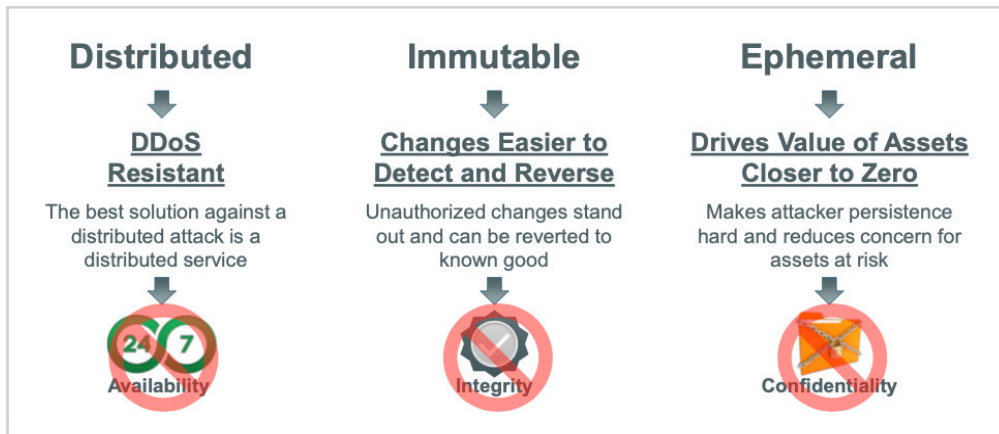 Distributed
DDoS
Resistant
The best solution against a
distributed attack is a
distributed service
24 7
Availability
Immutable
Changes Easier to
Detect and Reverse
Unauthorized changes stand
out and can be reverted to
known good
Integrity
Ephemeral
Drives Value of Assets
Closer to Zero
Makes attacker persistence
hard and reduces concern for
assets at risk
Confidentiality